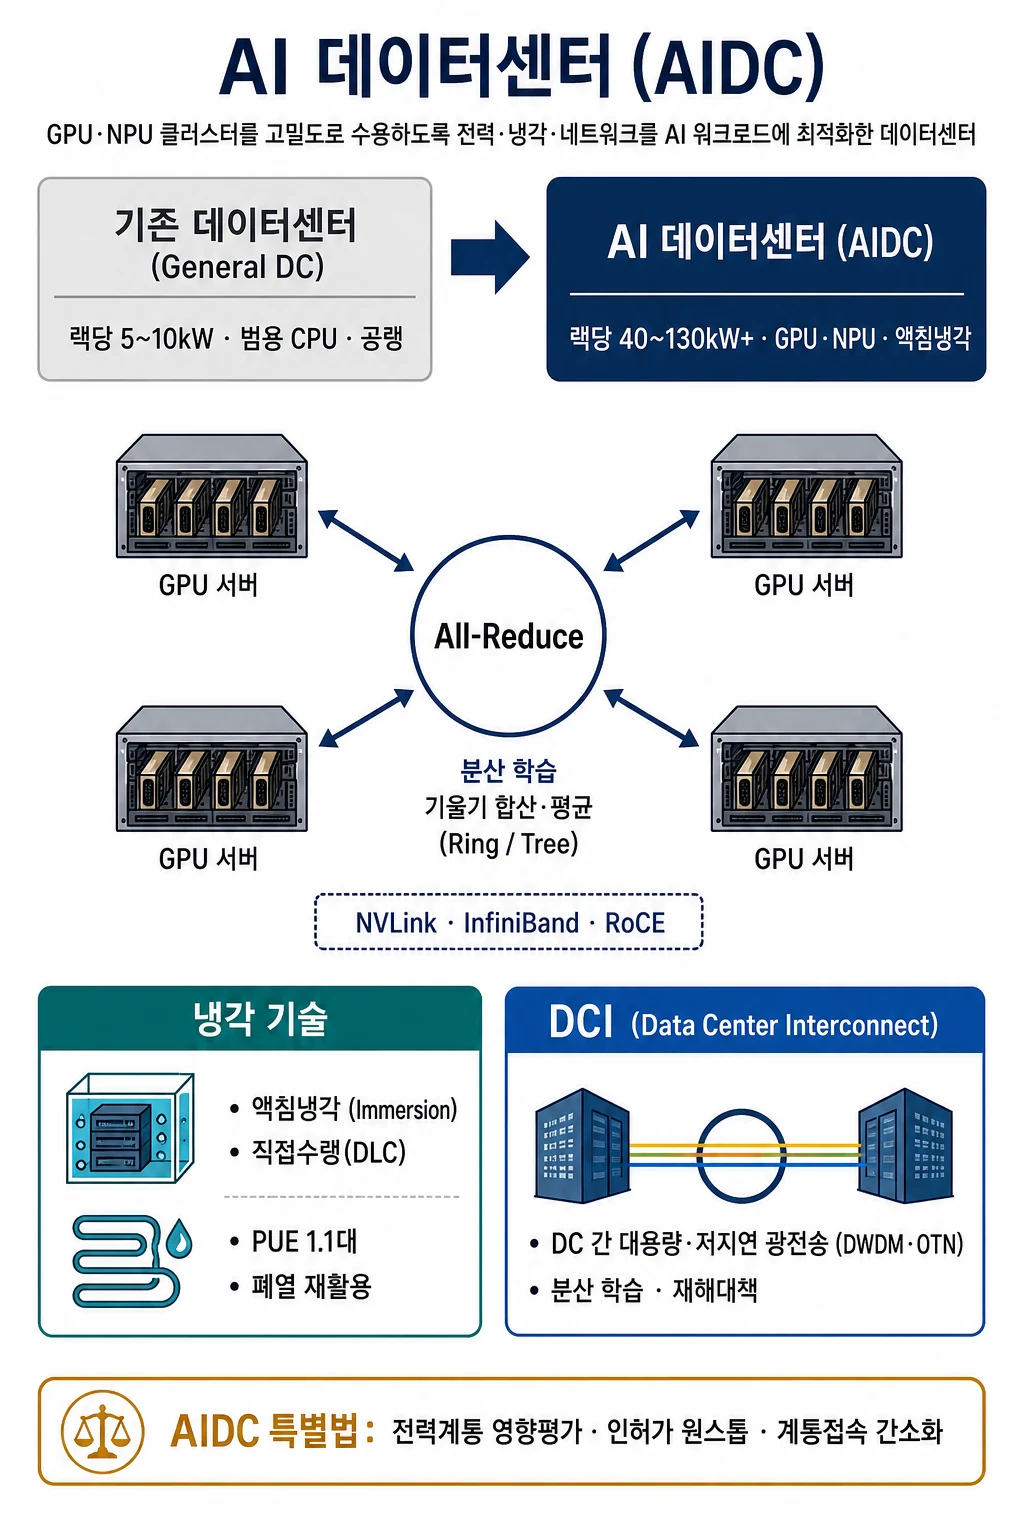 AI 데이터센터 (AIDC)
GPU·NPU 클러스터를 고밀도로 수용하도록 전력·냉각·네트워크를 AI 워크로드에 최적화한 데이터센터
기존 데이터센터
(General DC)
랙당 5~10kW · 범용 CPU · 공랭
AI 데이터센터 (AIDC)
랙당 40~130kW+ · GPU·NPU · 액침냉각
GPU 서버
GPU 서버
All-Reduce
GPU 서버
GPU 서버
분산 학습
기울기 합산·평균
(Ring / Tree)
NVLink · InfiniBand · RoCE
냉각 기술
• 액침냉각 (Immersion)
• 직접수랭(DLC)
• PUE 1.1대
• 폐열 재활용
DCI (Data Center Interconnect)
• DC 간 대용량·저지연 광전송 (DWDM·OTN)
• 분산 학습 · 재해대책
AIDC 특별법 : 전력계통 영향평가 · 인허가 원스톱 · 계통접속 간소화